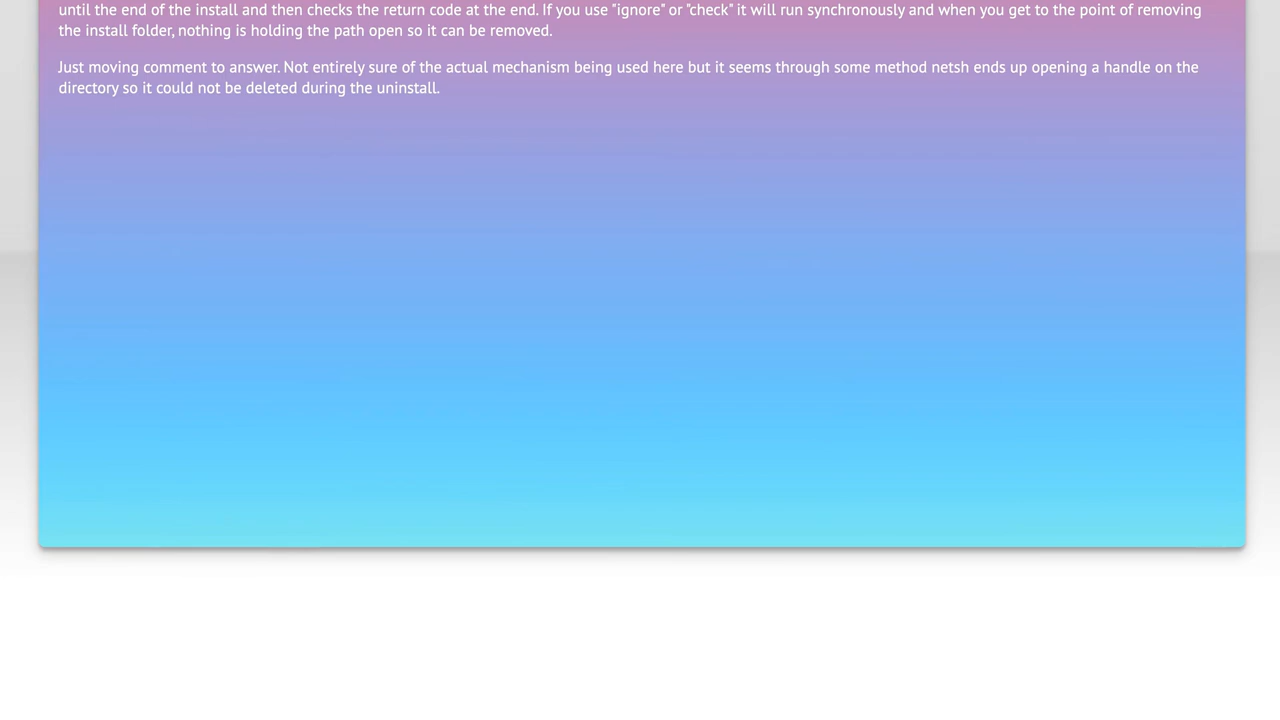 until the end of the install and then checks the return code at the end. If you use "ignore" or "check" it will run synchronously and when you get to the point of removing
the install folder, nothing is holding the path open so it can be removed.
Just moving comment to answer. Not entirely sure of the actual mechanism being used here but it seems through some method netsh ends up opening a handle on the
directory so it could not be deleted during the uninstall.